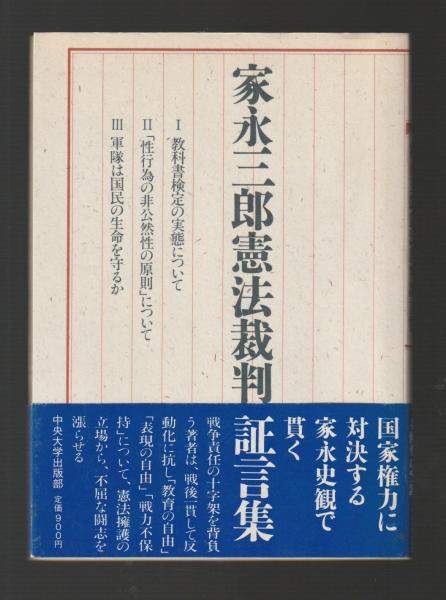 家永三郎憲法裁判証言集
Ⅰ 教科書検定の実態について
Ⅱ 「性行為の非公然性の原則」について
Ⅲ 軍隊は国民の生命を守るか
国家権力に
対決する
家永史観で
貫く
戦争責任の十字架を背負
う著者は、戦後一貫して反
動化に抗し「教育の自由」
「表現の自由」「戦力不保
持」について、憲法擁護の
立場から、不屈な闘志を
漲らせる
中央大学出版部 定価900円